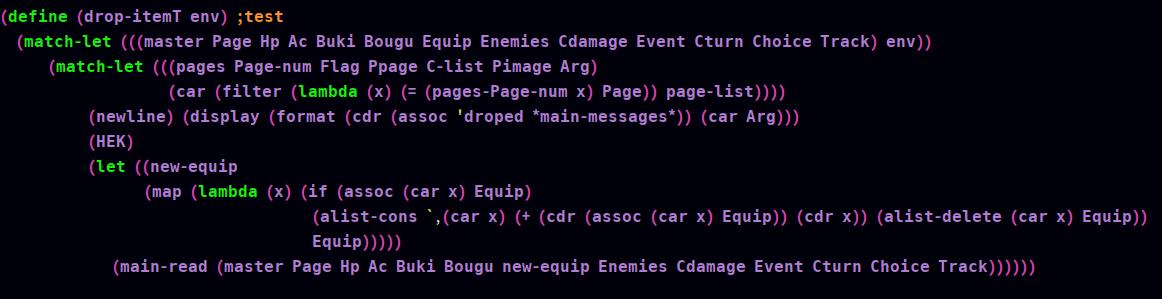 (define (drop-itemT env) ;test
(match-let (((master Page Hp Ac Buki Bougu Equip Enemies Cdamage Event Cturn Choice Track) env))
(match-let (((pages Page-num Flag Ppage C-list Pimage Arg)
(car (filter (lambda (x) (= (pages-Page-num x) Page)) page-list))))
(newline) (display (format (cdr (assoc 'droped *main-messages*)) (car Arg)))
(HEK)
(let ((new-equip
(map (lambda (x) (if (assoc (car x) Equip)
(alist-cons `,(car x) (+ (cdr (assoc (car x) Equip)) (cdr x)) (alist-delete (car x) Equip))
Equip)))))
(main-read (master Page Hp Ac Buki Bougu new-equip Enemies Cdamage Event Cturn Choice Track))))))